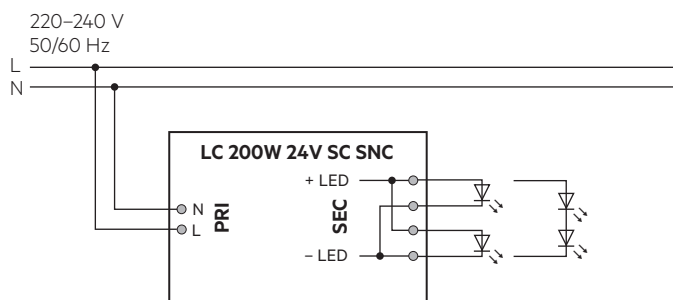 220–240 V
50/60 Hz
L
N
LC 200W 24V SC SNC
+ LED
N
L
PRI
SEC
– LED